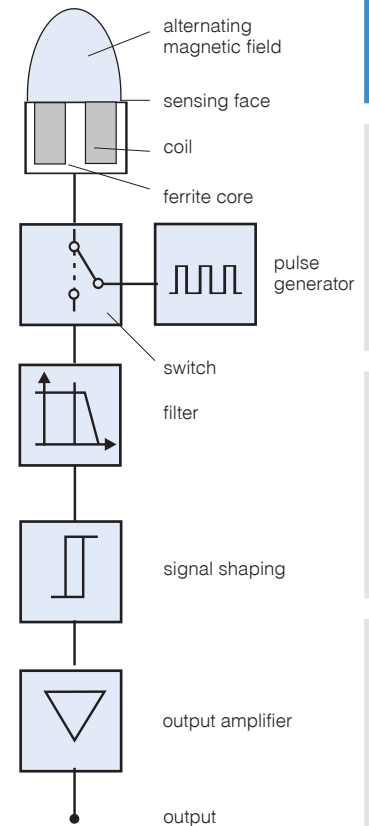 alternating
magnetic field
sensing face
coil
ferrite core
pulse
generator
switch
filter
signal shaping
output amplifier
output